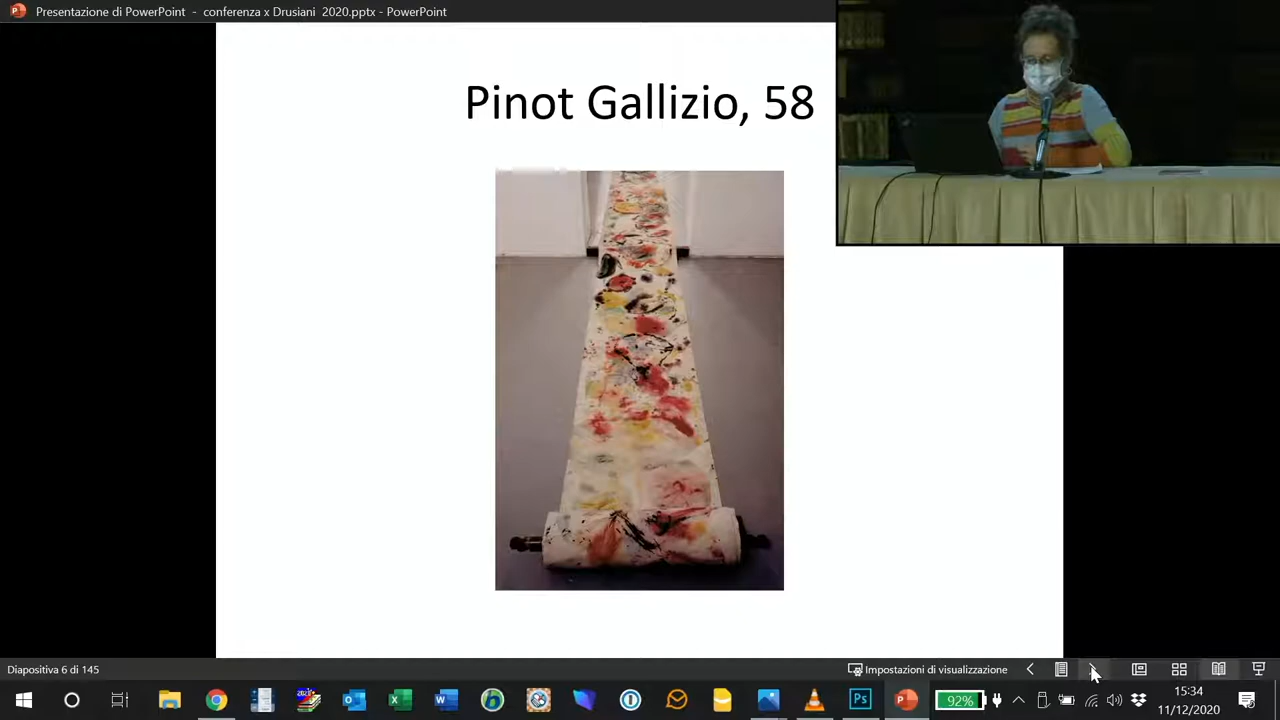 Presentazione di PowerPoint - conferenza x Drusiani 2020.pptx - PowerPoint
Pinot Gallizio, 58
Diapositiva 6 di 145
Impostazioni di visualizzazione
92%
15:34
11/12/2020
Ps